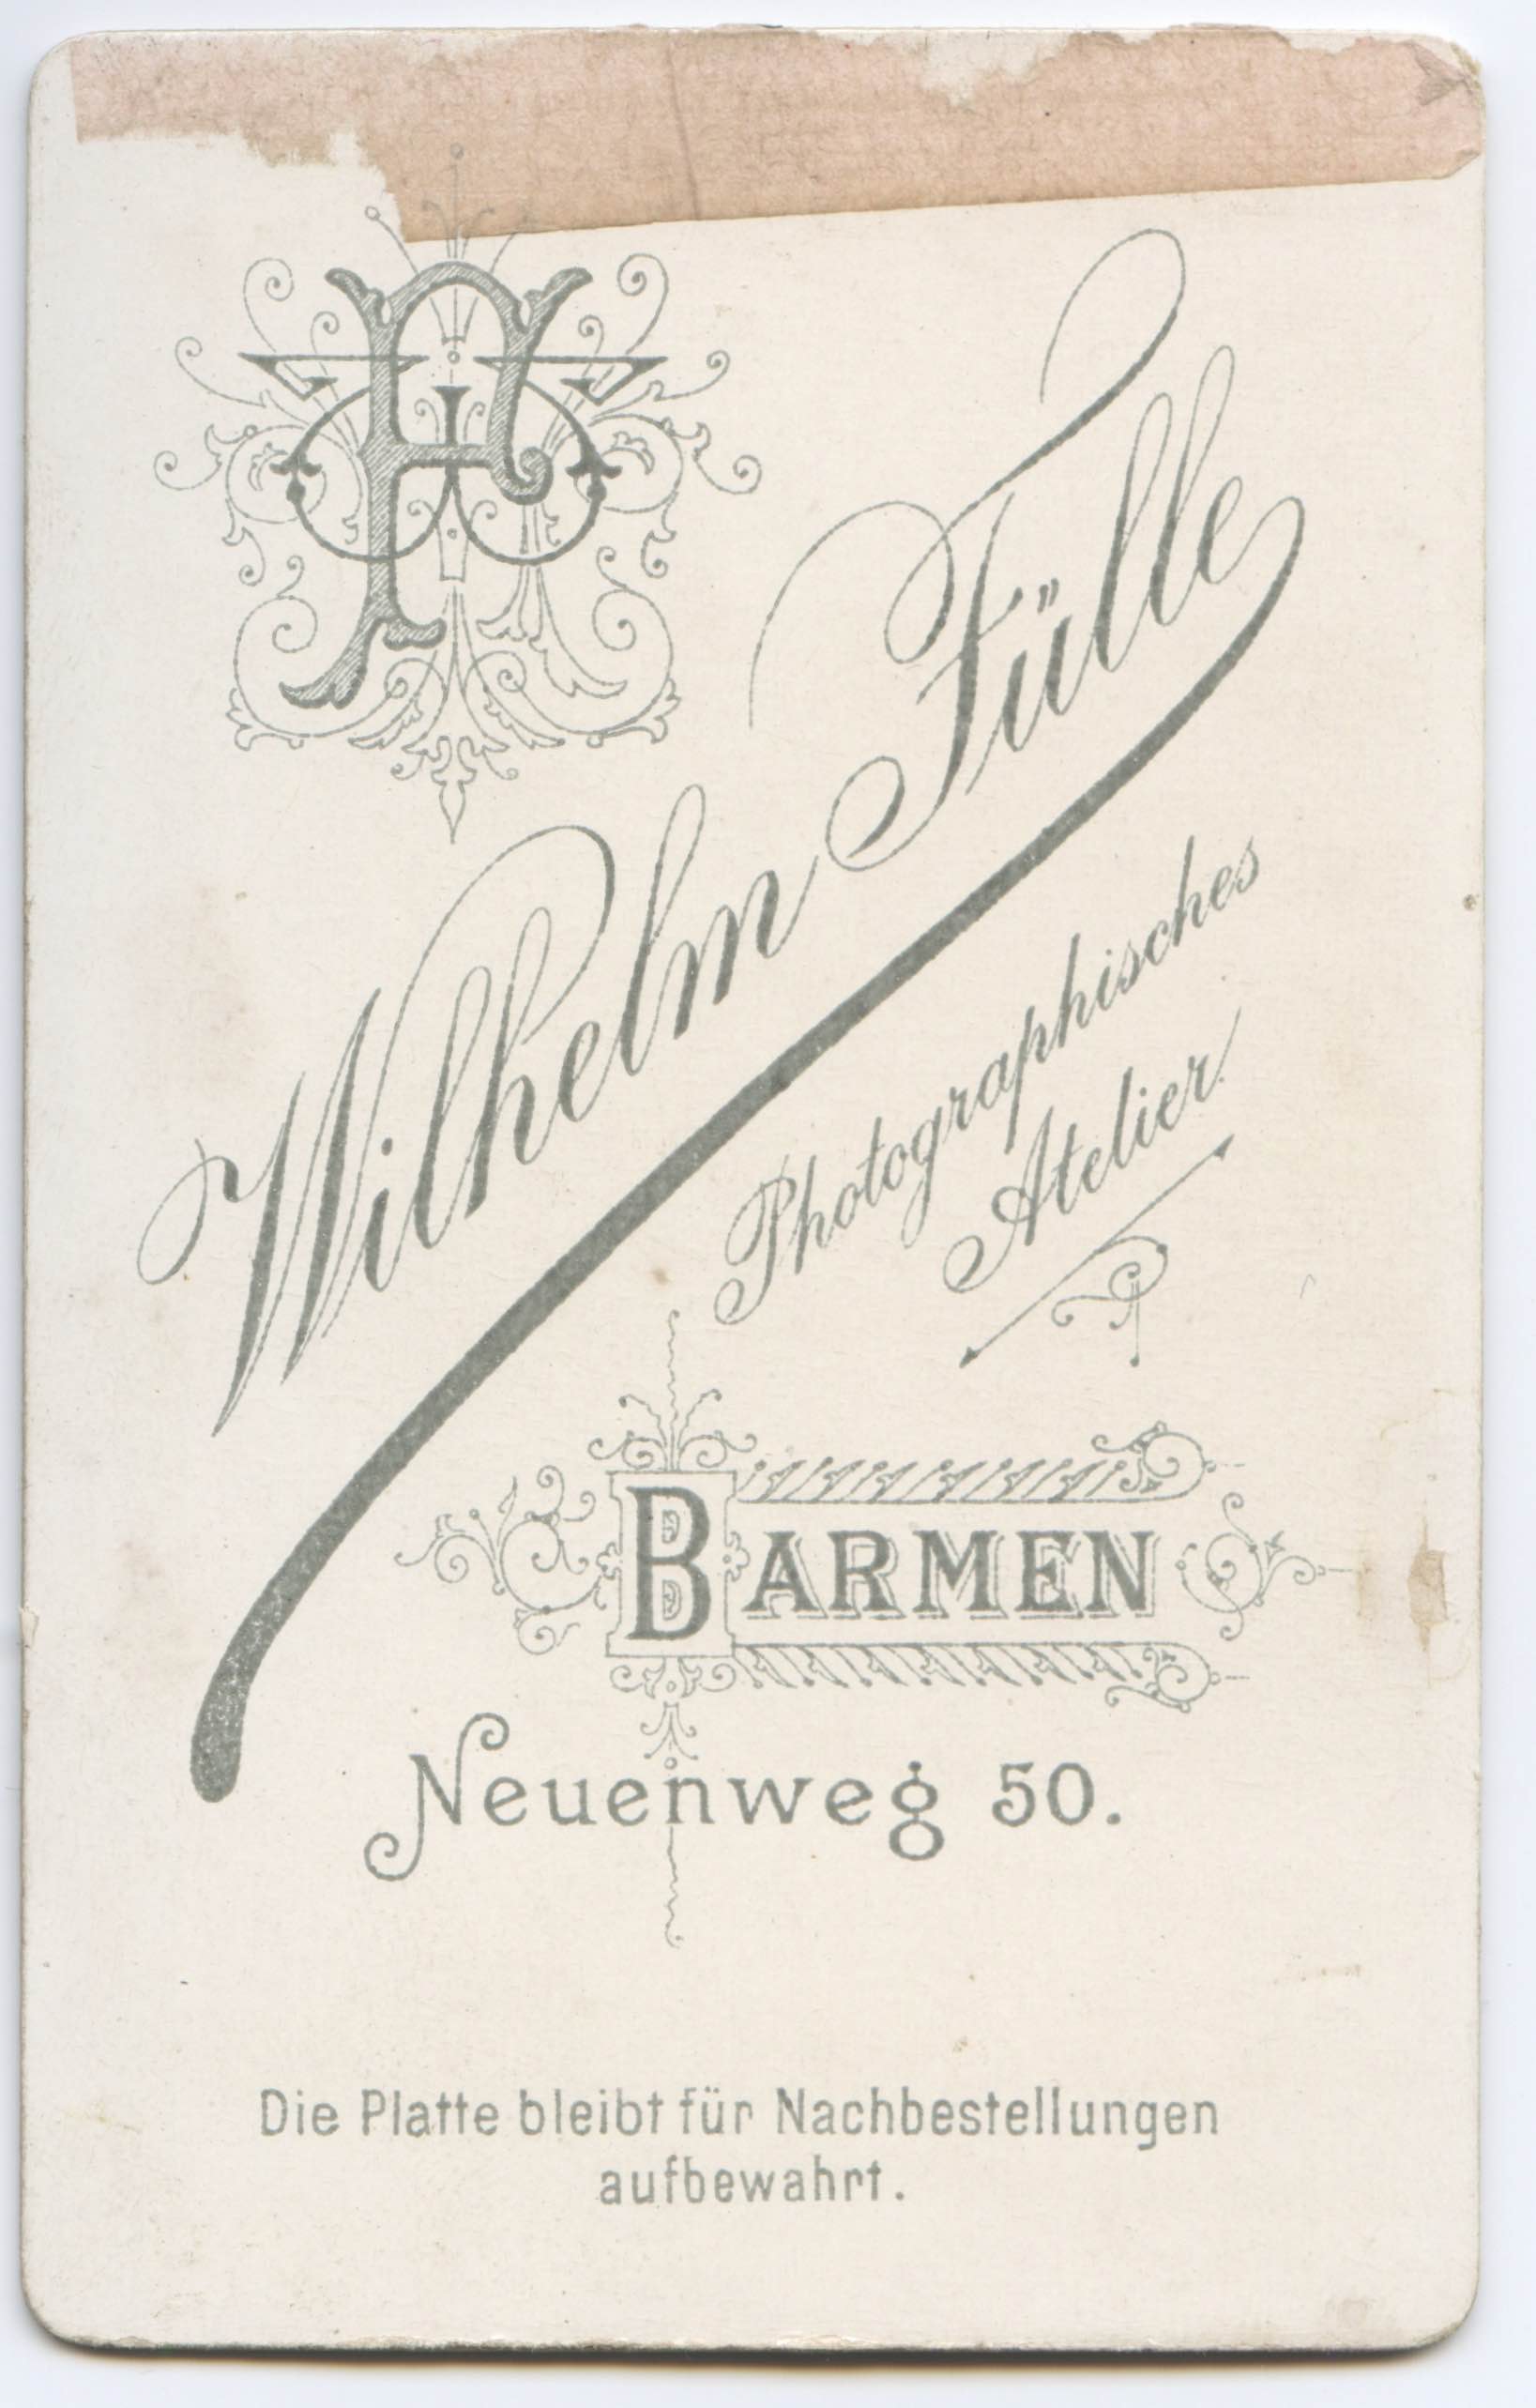 Wilhelm Fülle
Photographisches
Atelier
BARMEN
Neuenweg 50.
Die Platte bleibt für Nachbestellungen
aufbewahrt.